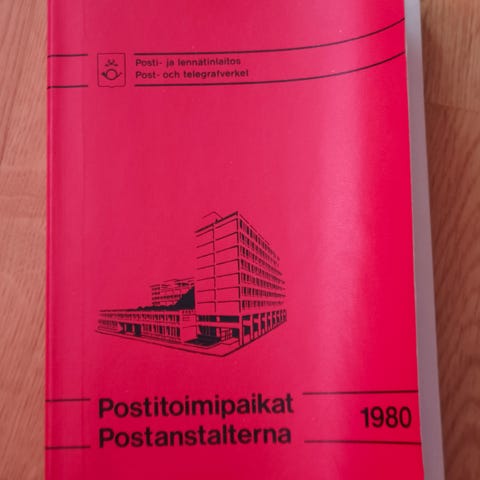 Posti- ja lennätinlaitos
Post- och telegrafverket
Postitoimipaikat
Postanstalterna
1980